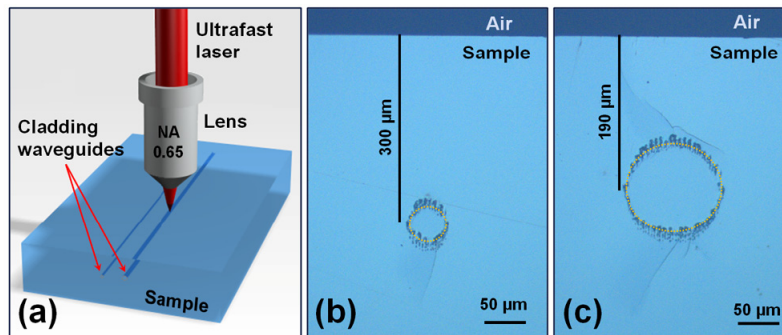 Ultrafast
laser
Lens
NA
0.65
Cladding
waveguides
Sample
(a)
Air
Sample
300 µm
50 µm
(b)
Air
Sample
190 µm
50 µm
(c)